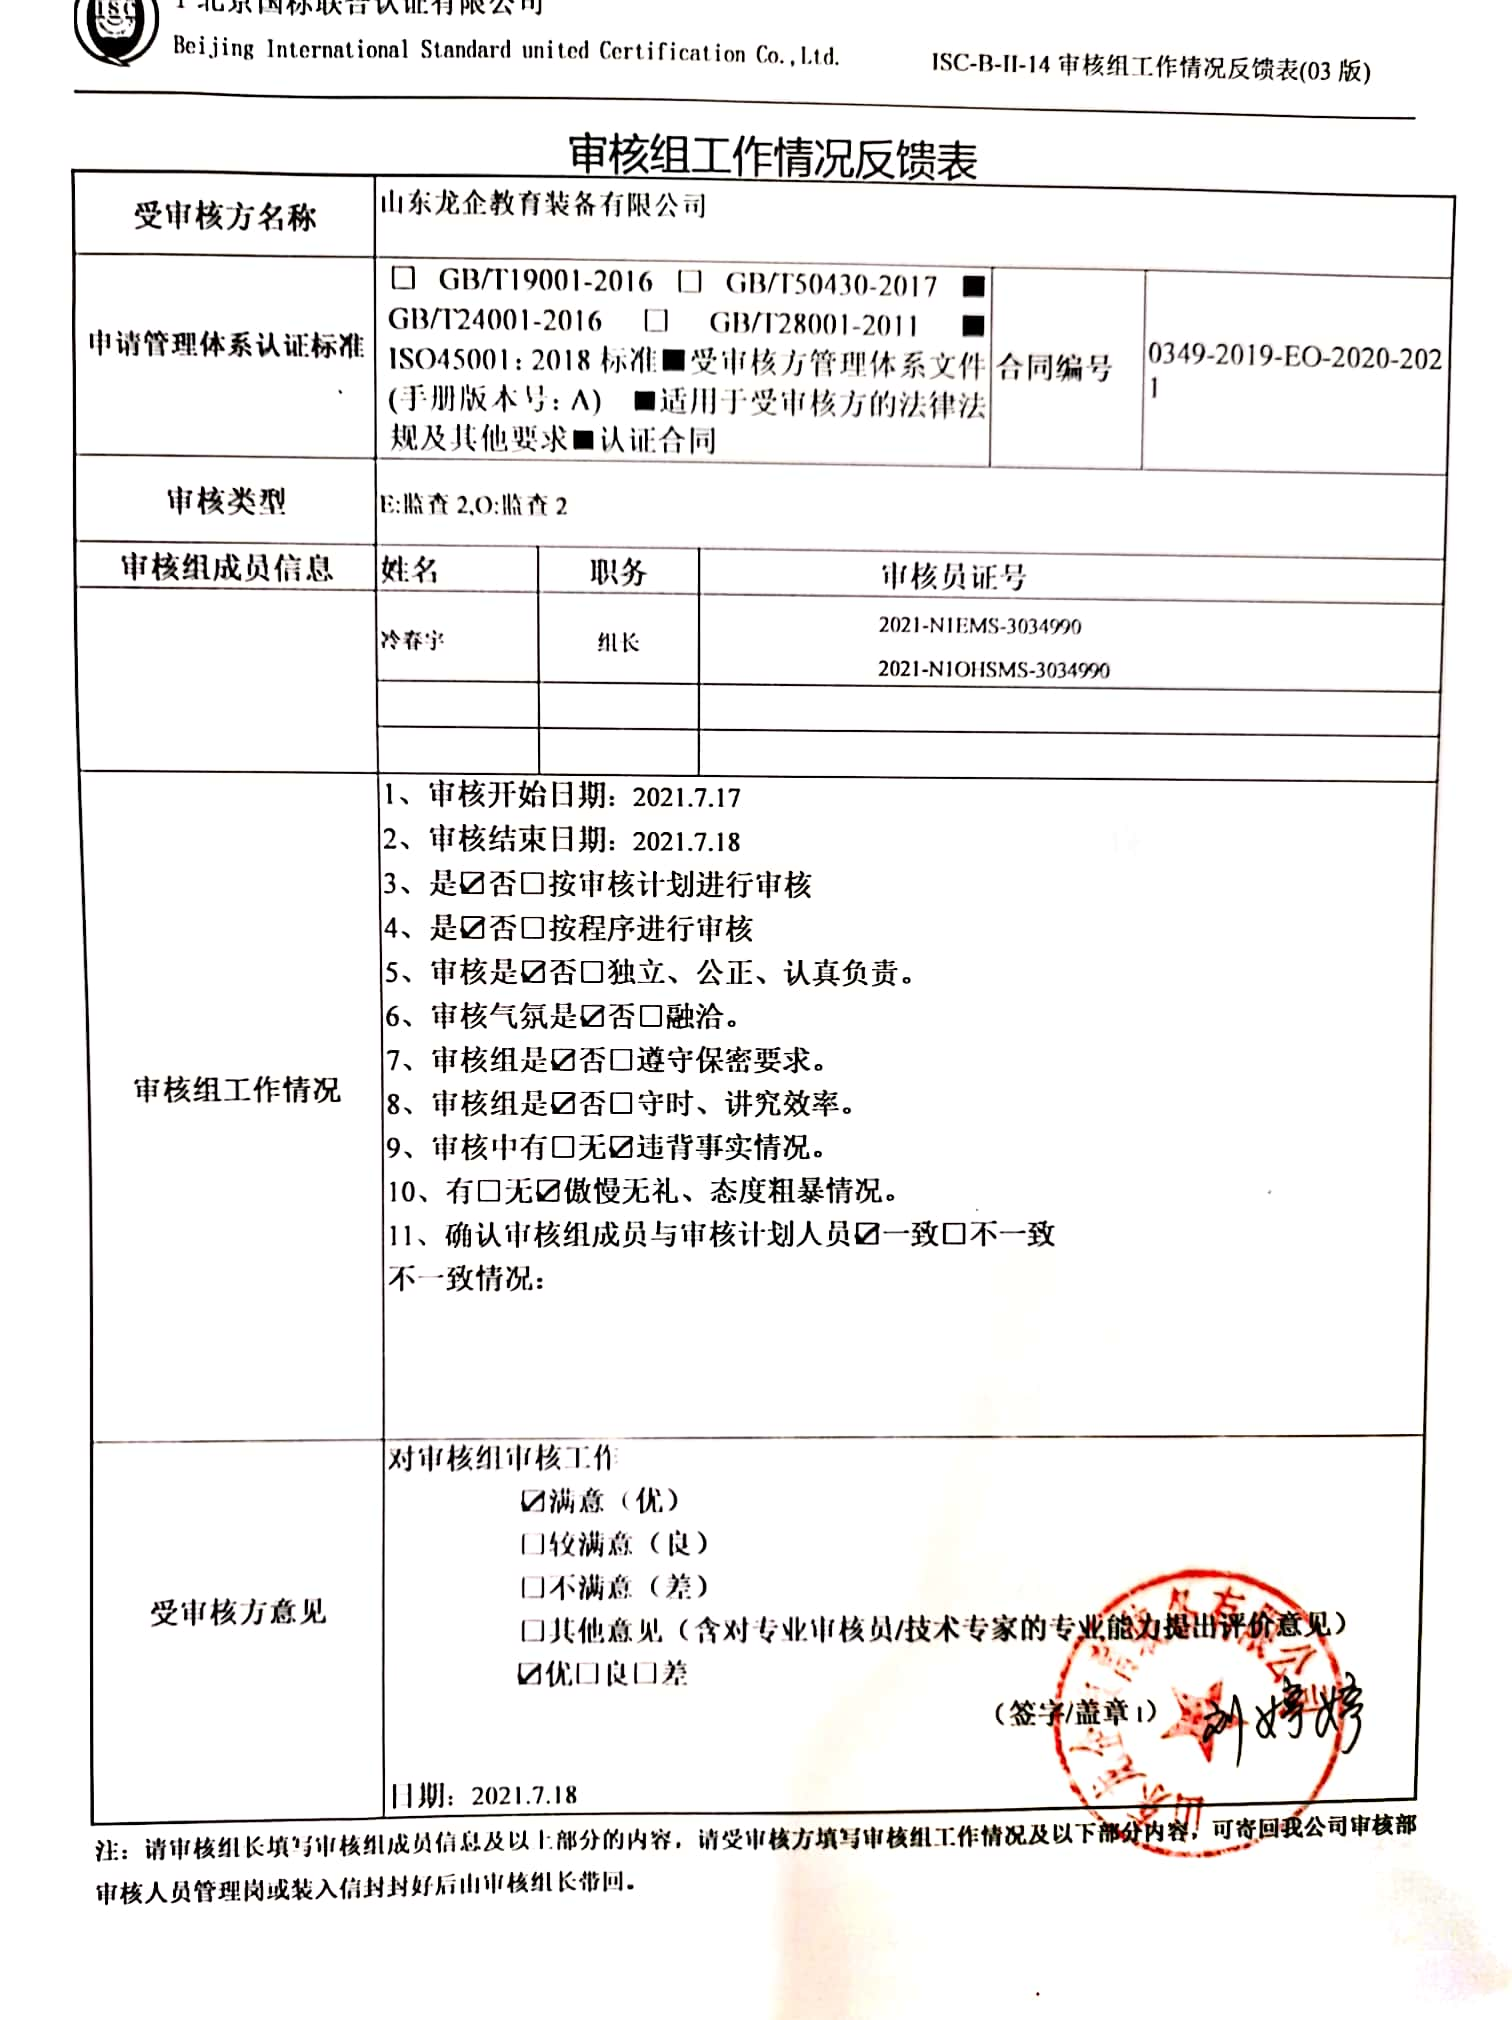 ISC
北京国标联合认证有限公司
Beijing International Standard united Certification Co.,Ltd.
ISC-B-II-14 审核组工作情况反馈表(03 版)
审核组工作情况反馈表
受审核方名称
山东龙企教育装备有限公司
申请管理体系认证标准
□ GB/T19001-2016 □ GB/T50430-2017 ■
GB/T24001-2016 □ GB/T28001-2011 ■
ISO45001:2018 标准■受审核方管理体系文件
(手册版本号:A) ■适用于受审核方的法律法
规及其他要求■认证合同
合同编号
0349-2019-EO-2020-202
1
审核类型
E:监查 2,O:监查 2
审核组成员信息
姓名
职务
审核员证号
冷春宇
组长
2021-N1EMS-3034990
2021-N1OHSMS-3034990
审核组工作情况
1、审核开始日期：2021.7.17
2、审核结束日期：2021.7.18
3、是☑否□按审核计划进行审核
4、是☑否□按程序进行审核
5、审核是☑否□独立、公正、认真负责。
6、审核气氛是☑否□融洽。
7、审核组是☑否□遵守保密要求。
8、审核组是☑否□守时、讲究效率。
9、审核中有□无☑违背事实情况。
10、有□无☑傲慢无礼、态度粗暴情况。
11、确认审核组成员与审核计划人员☑一致□不一致
不一致情况：
受审核方意见
对审核组审核工作
☑满意（优）
□较满意（良）
□不满意（差）
□其他意见（含对专业审核员/技术专家的专业能力提出评价意见）
☑优□良□差
（签字/盖章）
刘婷婷
日期：2021.7.18
注：请审核组长填写审核组成员信息及以上部分的内容，请受审核方填写审核组工作情况及以下部分内容，可寄回我公司审核部
审核人员管理岗或装入信封封好后由审核组长带回。